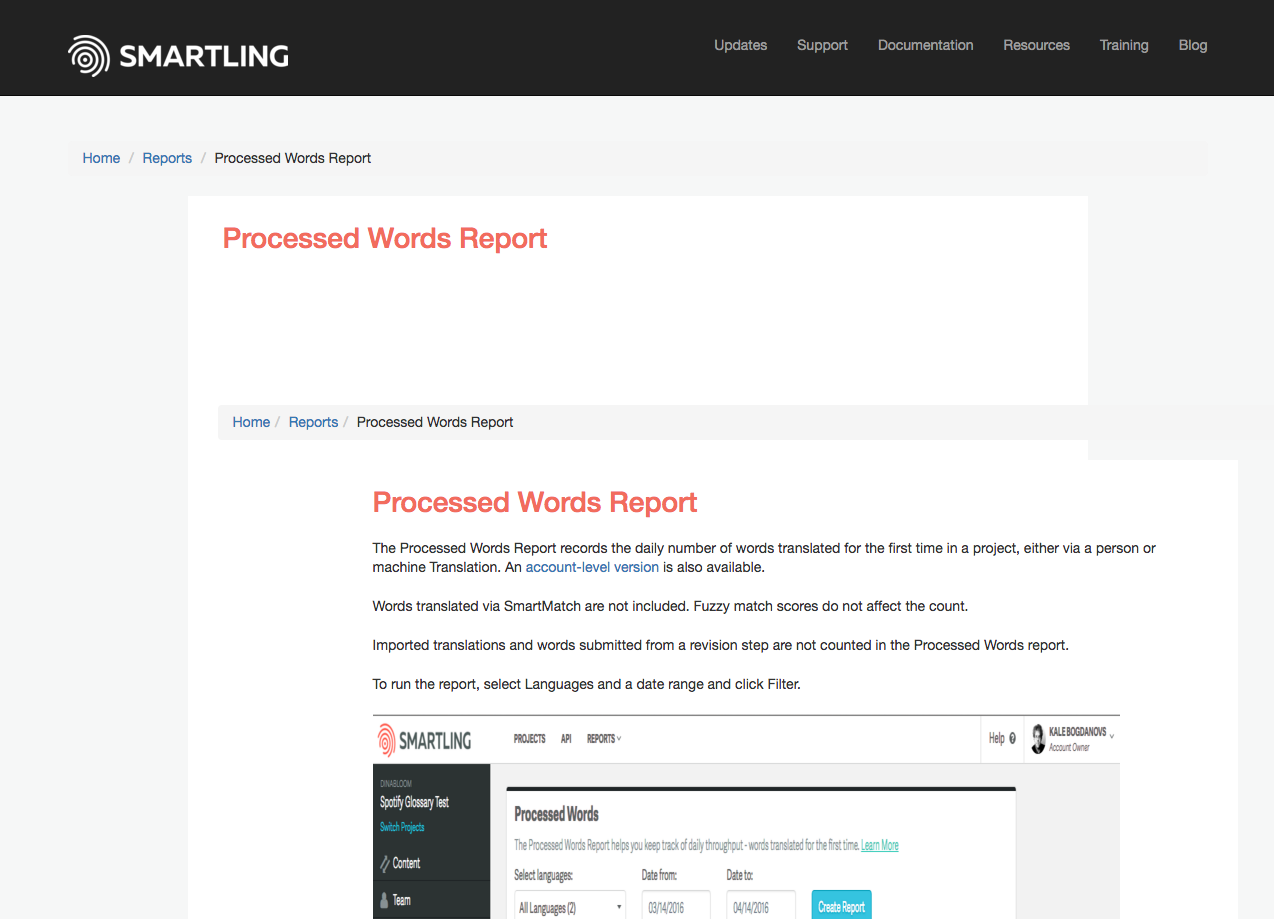 SMARTLING
Updates Support Documentation Resources Training Blog
Home / Reports / Processed Words Report
Processed Words Report
Home / Reports / Processed Words Report
Processed Words Report
The Processed Words Report records the daily number of words translated for the first time in a project, either via a person or
machine Translation. An account-level version is also available.
Words translated via SmartMatch are not included. Fuzzy match scores do not affect the count.
Imported translations and words submitted from a revision step are not counted in the Processed Words report.
To run the report, select Languages and a date range and click Filter.
SMARTLING
PROJECTS API REPORTS
Help
KALE BOGDANOVS
Account Owner
DINABLOOM
Spotify Glossary Test
Switch Projects
Content
Team
Processed Words
The Processed Words Report helps you keep track of daily throughput - words translated for the first time. Learn More
Select languages: Date from: Date to:
All Languages (2) 03/14/2016 04/14/2016 Create Report